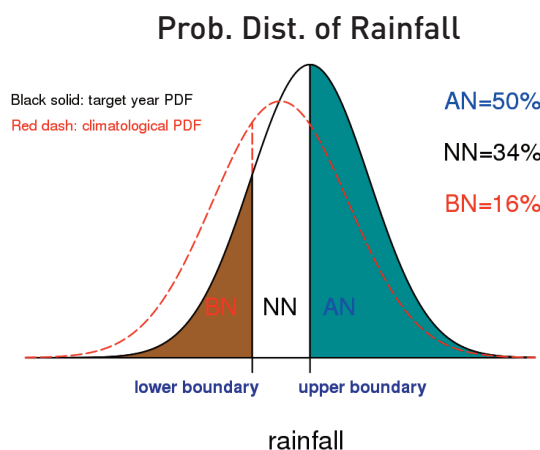 Prob. Dist. of Rainfall
Black solid: target year PDF
Red dash: climatological PDF
AN=50%
NN=34%
BN=16%
BN NN AN
lower boundary upper boundary
rainfall